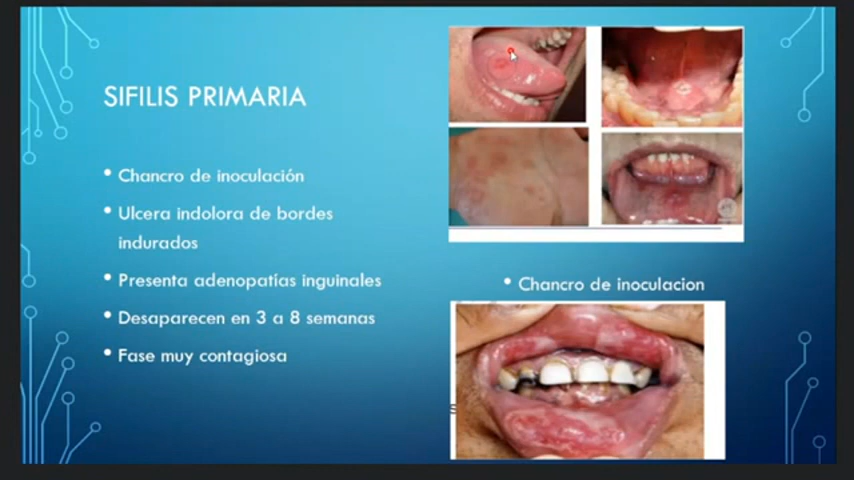 SIFILIS PRIMARIA
• Chancro de inoculación
• Ulcera indolora de bordes
indurados
• Presenta adenopatías inguinales
• Desaparecen en 3 a 8 semanas
• Fase muy contagiosa
• Chancro de inoculacion